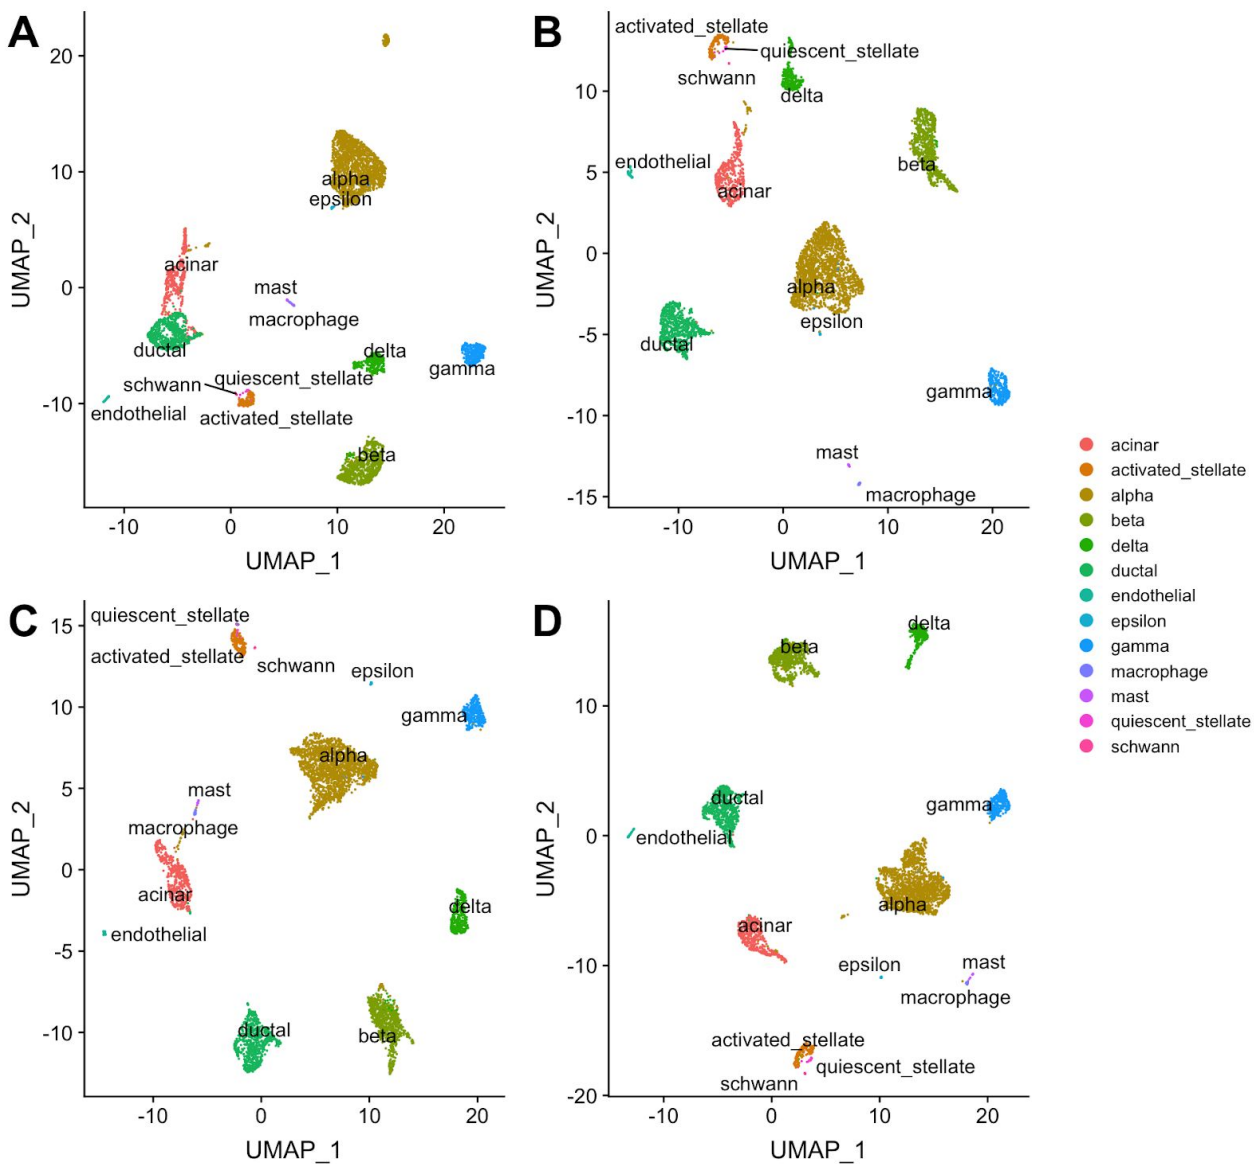 A
20
10
0
-10
-10
0
10
20
UMAP_1
UMAP_2
alpha
epsilon
acinar
mast
macrophage
ductal
delta
gamma
schwann
quiescent_stellate
endothelial
activated_stellate
beta
B
10
5
0
-5
-10
-15
-10
0
10
20
UMAP_1
UMAP_2
activated_stellate
quiescent_stellate
schwann
delta
endothelial
beta
acinar
alpha
epsilon
ductal
gamma
mast
macrophage
C
15
10
5
0
-5
-10
-10
0
10
20
UMAP_1
UMAP_2
quiescent_stellate
activated_stellate
schwann
epsilon
gamma
alpha
mast
macrophage
acinar
delta
endothelial
ductal
beta
D
10
0
-10
-20
-10
0
10
20
UMAP_1
UMAP_2
delta
beta
ductal
gamma
endothelial
alpha
acinar
epsilon
mast
macrophage
activated_stellate
quiescent_stellate
schwann
acinar
activated_stellate
alpha
beta
delta
ductal
endothelial
epsilon
gamma
macrophage
mast
quiescent_stellate
schwann